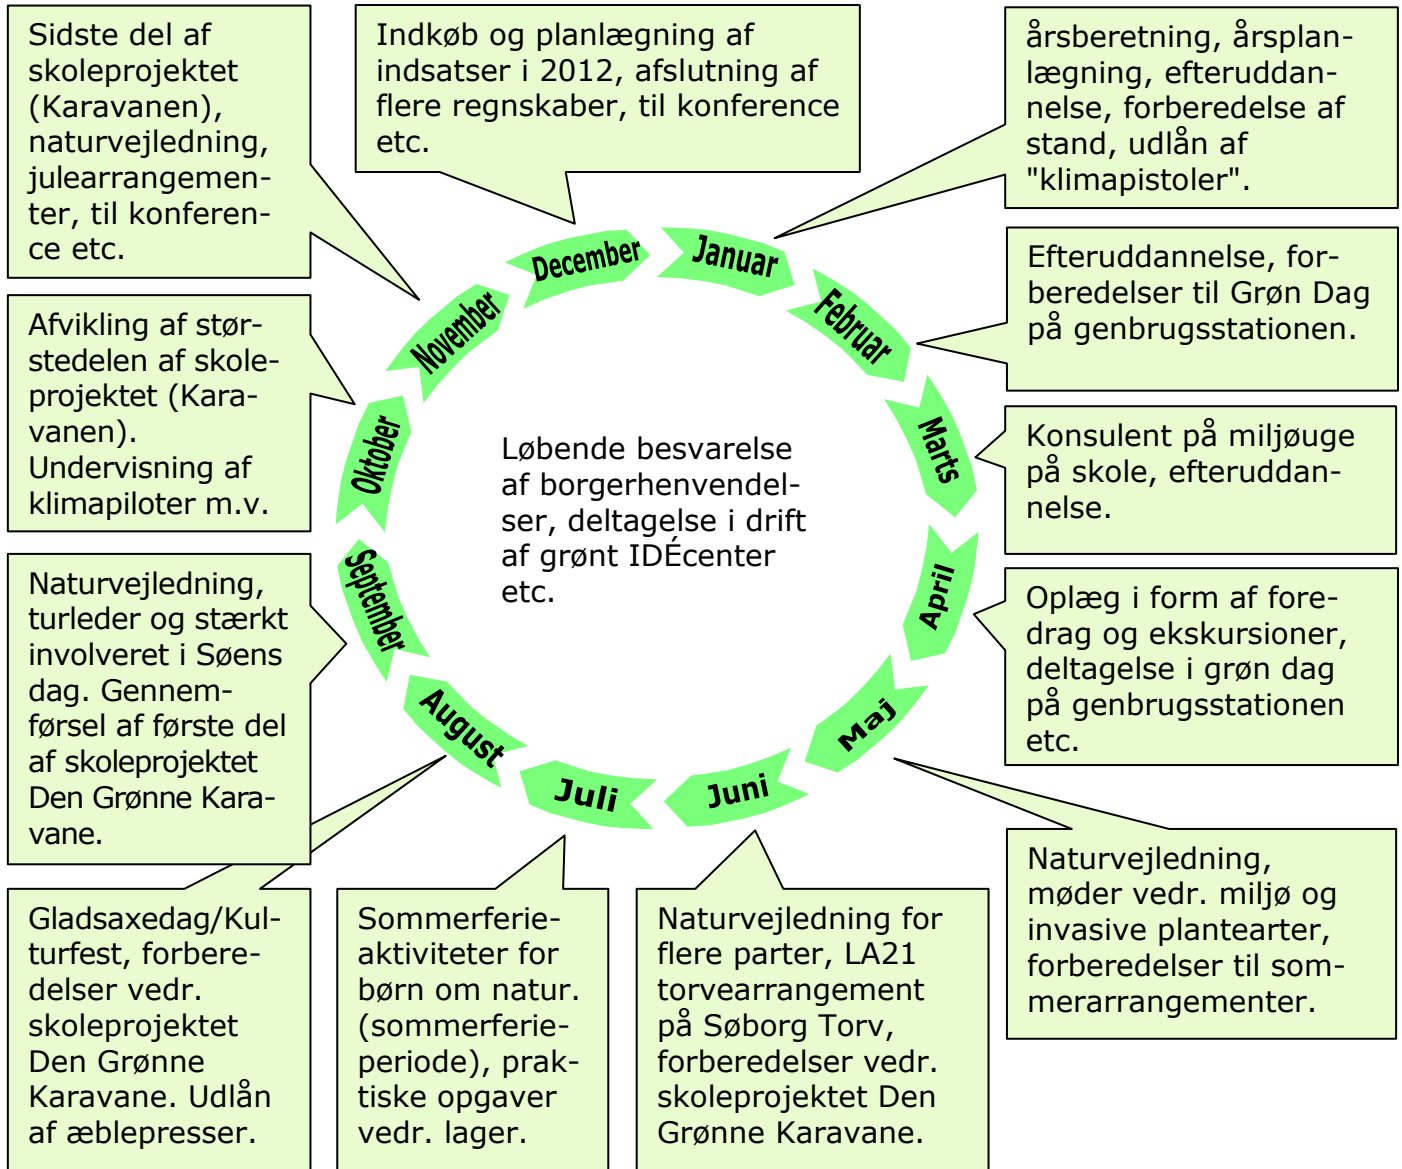 Sidste del af
skoleprojektet
(Karavanen),
naturvejledning,
julearrangemen-
ter, til konferen-
ce etc.
Indkøb og planlægning af
indsatser i 2012, afslutning af
flere regnskaber, til konference
etc.
årsberetning, årsplan-
lægning, efteruddan-
nelse, forberedelse af
stand, udlån af
"klimapistoler".
Efteruddannelse, for-
beredelser til Grøn Dag
på genbrugsstationen.
Konsulent på miljøuge
på skole, efteruddan-
nelse.
Oplæg i form af fore-
drag og ekskursioner,
deltagelse i grøn dag
på genbrugsstationen
etc.
Naturvejledning,
møder vedr. miljø og
invasive plantearter,
forberedelser til som-
merarrangementer.
Naturvejledning for
flere parter, LA21
torvearrangement
på Søborg Torv,
forberedelser vedr.
skoleprojektet Den
Grønne Karavane.
Sommerferie-
aktiviteter for
børn om natur.
(sommerferie-
periode), prak-
tiske opgaver
vedr. lager.
Gladsaxedag/Kul-
turfest, forbere-
delser vedr.
skoleprojektet
Den Grønne
Karavane. Udlån
af æblepresser.
Naturvejledning,
turleder og stærkt
involveret i Søens
dag. Gennem-
førsel af første del
af skoleprojektet
Den Grønne Kara-
vane.
Afvikling af stør-
stedelen af skole-
projektet (Kara-
vanen).
Undervisning af
klimapiloter m.v.
Januar
Februar
Marts
April
Maj
Juni
Juli
August
September
Oktober
November
December
Løbende besvarelse
af borgerhenvendel-
ser, deltagelse i drift
af grønt IDÉcenter
etc.